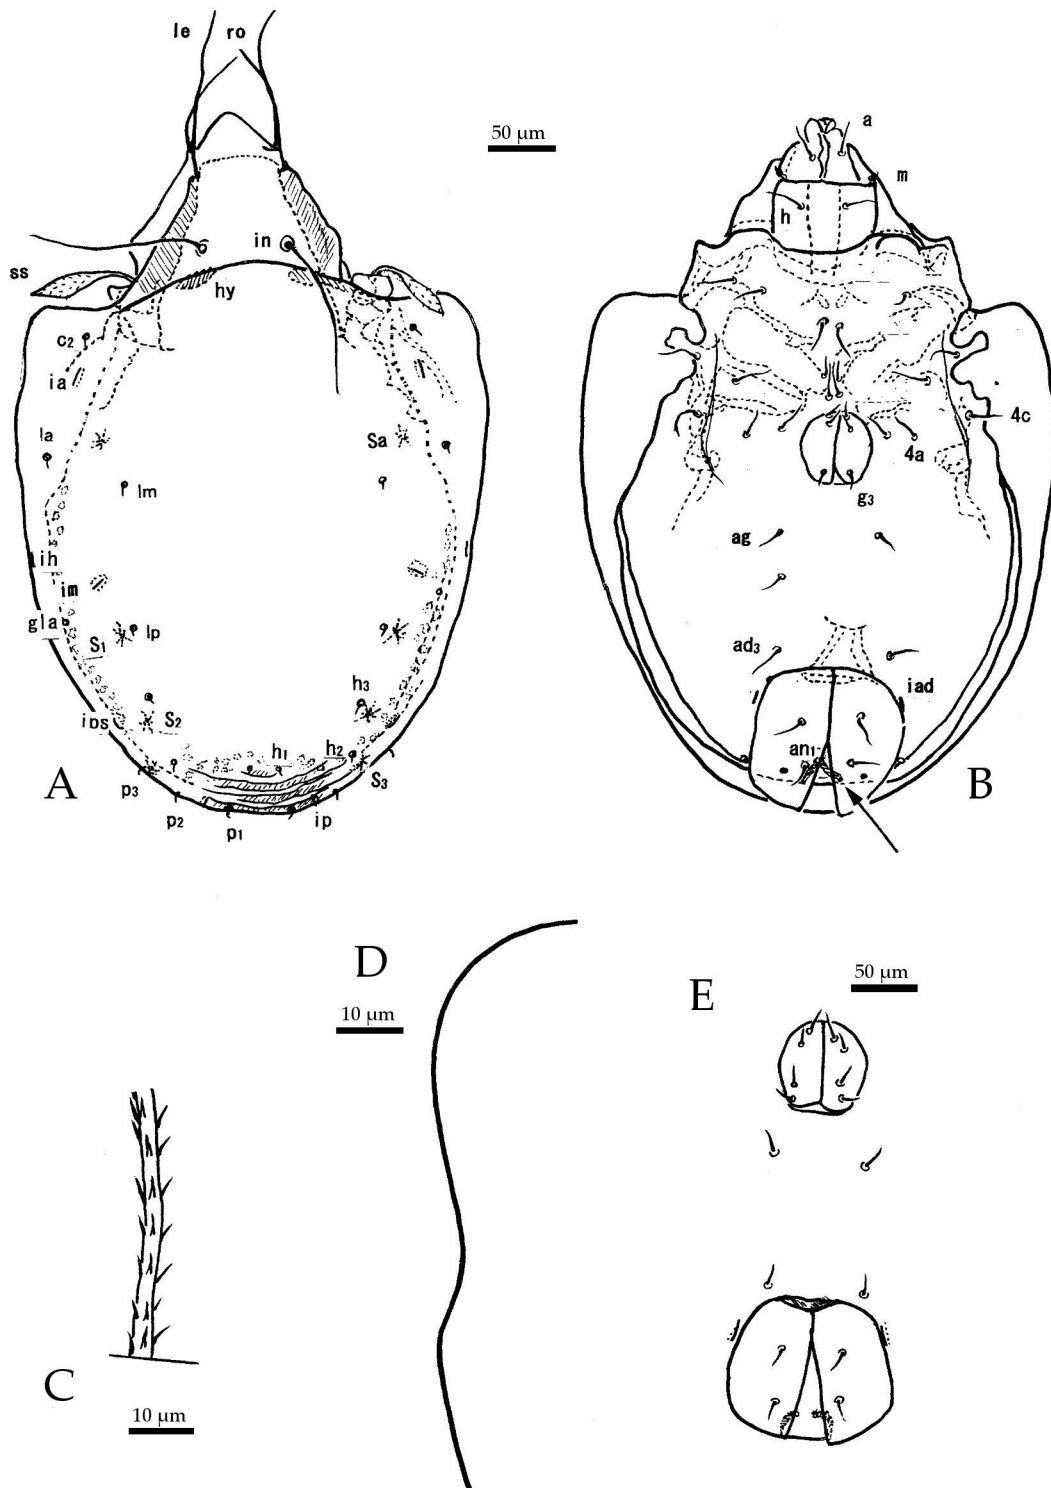 le ro
50 µm
a
m
h
in
ss
hy
c2
ia
la
Sa
lm
4c
4a
g3
ag
ih
im
gla
S1
lp
ad3
iad
h3
ips
S2
h1
h2
an1
A
p3
S3
B
p2
p1
ip
D
10 µm
E
50 µm
C
10 µm